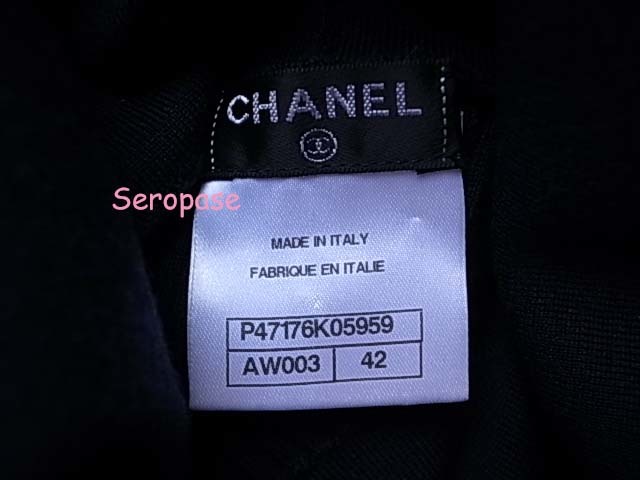 CHANEL
Seropase
MADE IN ITALY
FABRIQUE EN ITALIE
P47176K05959
AW003 42